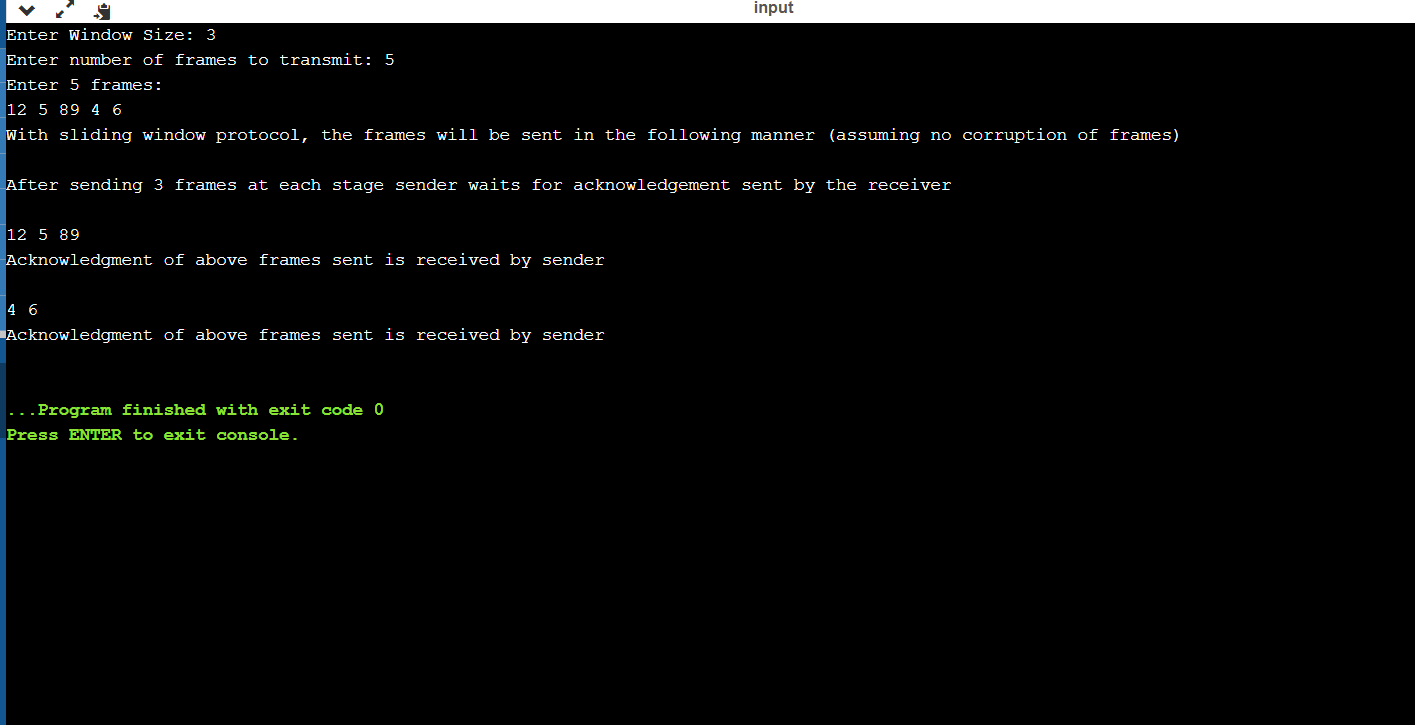 input
Enter Window Size: 3
Enter number of frames to transmit: 5
Enter 5 frames:
12 5 89 4 6
With sliding window protocol, the frames will be sent in the following manner (assuming no corruption of frames)
After sending 3 frames at each stage sender waits for acknowledgement sent by the receiver
12 5 89
Acknowledgment of above frames sent is received by sender
4 6
Acknowledgment of above frames sent is received by sender
...Program finished with exit code 0
Press ENTER to exit console.